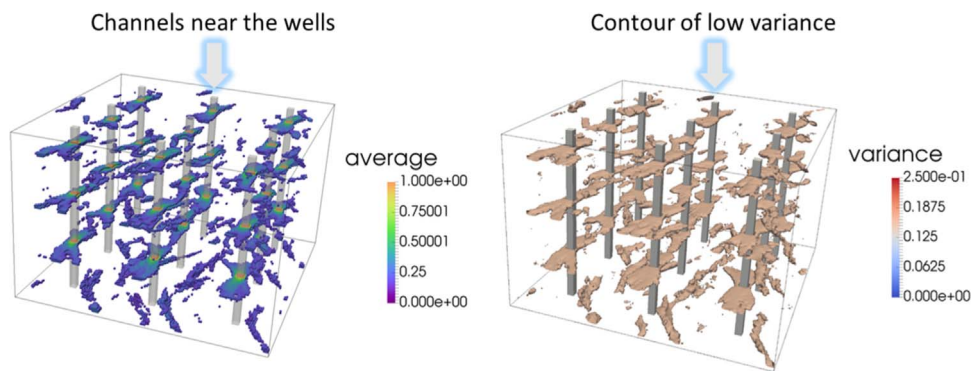 Channels near the wells
Contour of low variance
average
1.000e+00
0.75001
0.50001
0.25
0.000e+00
variance
2.500e-01
0.1875
0.125
0.0625
0.000e+00